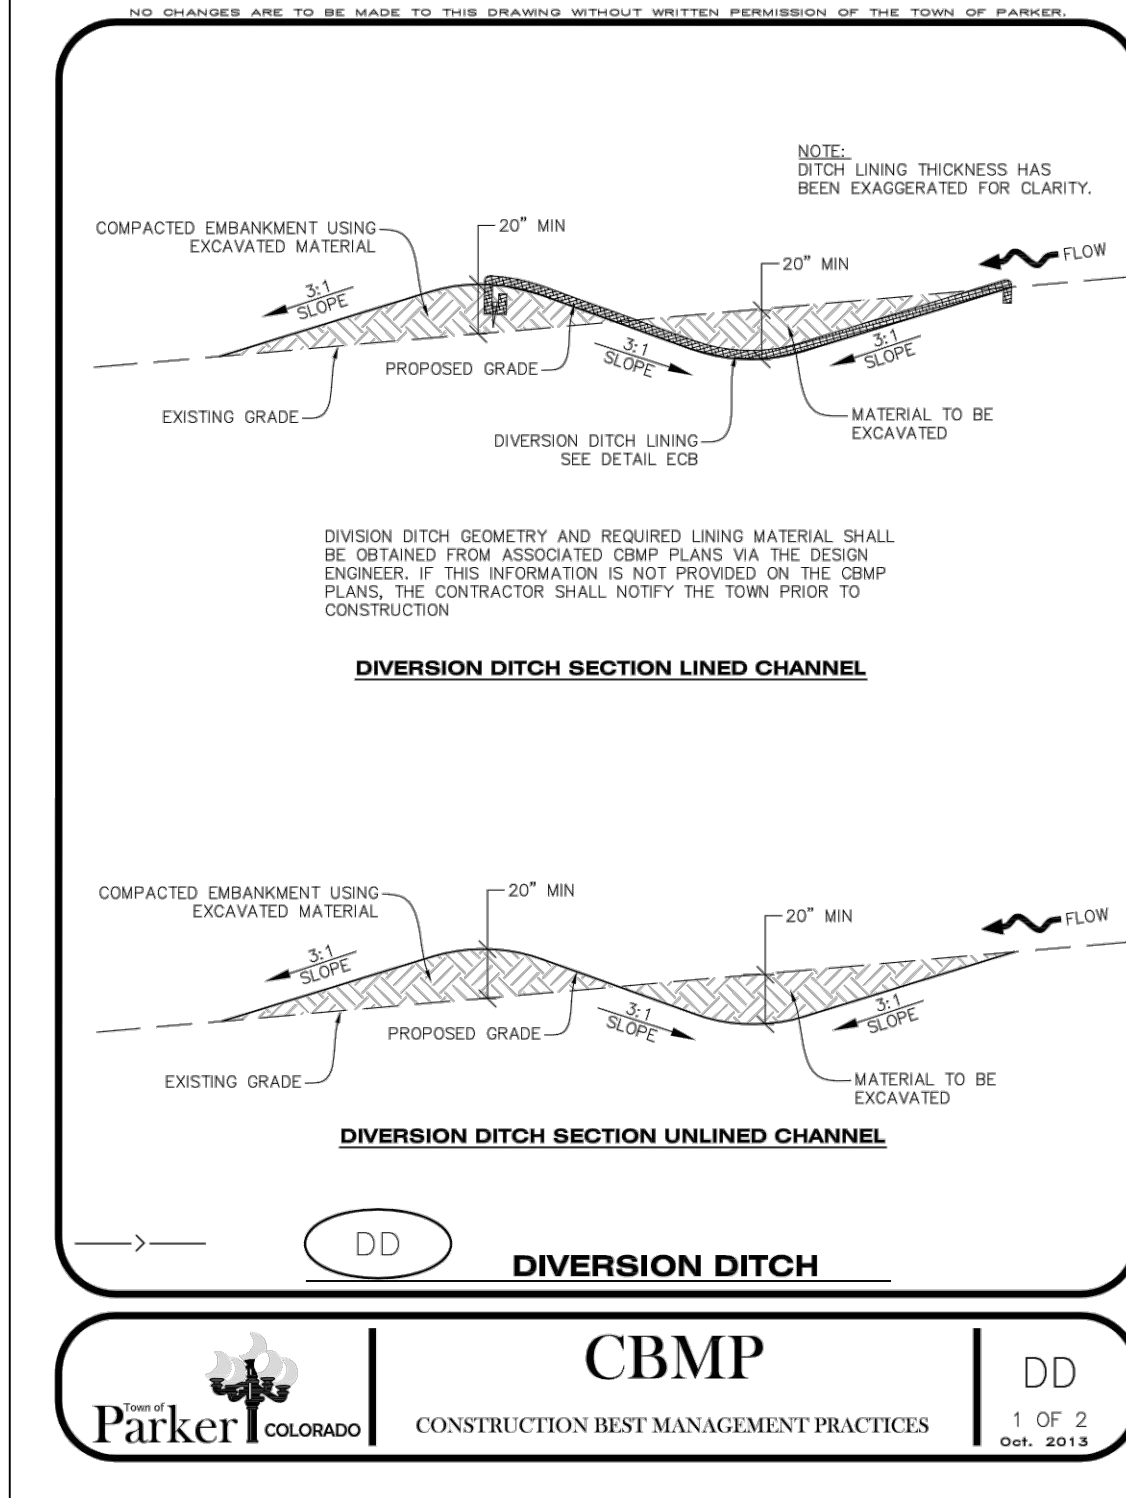 NO CHANGES ARE TO BE MADE TO THIS DRAWING WITHOUT WRITTEN PERMISSION OF THE TOWN OF PARKER.
NOTE:
DITCH LINING THICKNESS HAS
BEEN EXAGGERATED FOR CLARITY.
COMPACTED EMBANKMENT USING
EXCAVATED MATERIAL
20" MIN
20" MIN
FLOW
3:1
SLOPE
PROPOSED GRADE
3:1
SLOPE
3:1
SLOPE
EXISTING GRADE
MATERIAL TO BE
EXCAVATED
DIVERSION DITCH LINING
SEE DETAIL ECB
DIVISION DITCH GEOMETRY AND REQUIRED LINING MATERIAL SHALL
BE OBTAINED FROM ASSOCIATED CBMP PLANS VIA THE DESIGN
ENGINEER. IF THIS INFORMATION IS NOT PROVIDED ON THE CBMP
PLANS, THE CONTRACTOR SHALL NOTIFY THE TOWN PRIOR TO
CONSTRUCTION
DIVERSION DITCH SECTION LINED CHANNEL
COMPACTED EMBANKMENT USING
EXCAVATED MATERIAL
20" MIN
20" MIN
FLOW
3:1
SLOPE
PROPOSED GRADE
3:1
SLOPE
3:1
SLOPE
EXISTING GRADE
MATERIAL TO BE
EXCAVATED
DIVERSION DITCH SECTION UNLINED CHANNEL
DD
DIVERSION DITCH
Town of
Parker
COLORADO
CBMP
CONSTRUCTION BEST MANAGEMENT PRACTICES
DD
1 OF 2
Oct. 2013